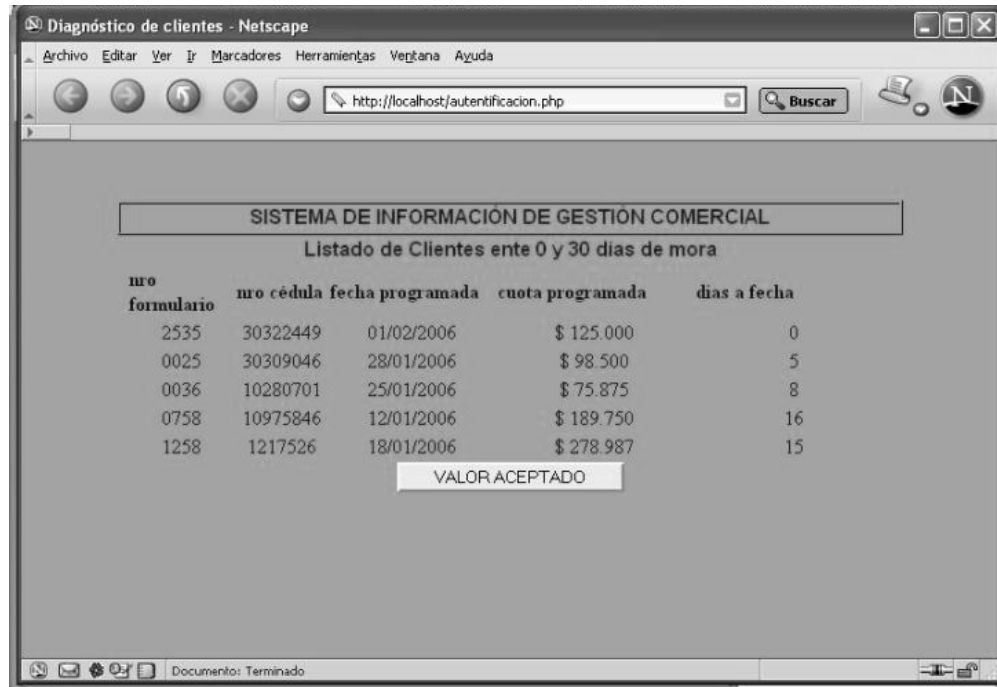 Diagnóstico de clientes - Netscape
Archivo Editar Ver Ir Marcadores Herramientas Ventana Ayuda
http://localhost/autentificacion.php Buscar N
SISTEMA DE INFORMACIÓN DE GESTIÓN COMERCIAL
Listado de Clientes ente 0 y 30 dias de mora
nro formulario nro cédula fecha programada cuota programada dias a fecha
2535 30322449 01/02/2006 $ 125.000 0
0025 30309046 28/01/2006 $ 98.500 5
0036 10280701 25/01/2006 $ 75.875 8
0758 10975846 12/01/2006 $ 189.750 16
1258 1217526 18/01/2006 $ 278.987 15
VALOR ACEPTADO
Documento: Terminado